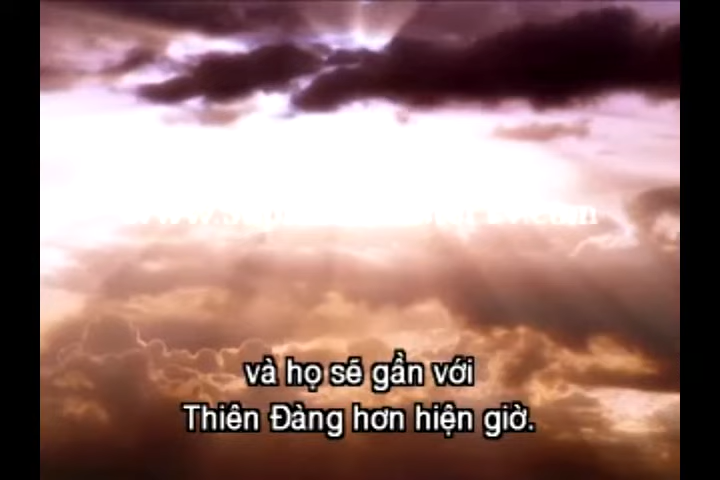 và họ sẽ gần với
Thiên Đàng hơn hiện giờ.